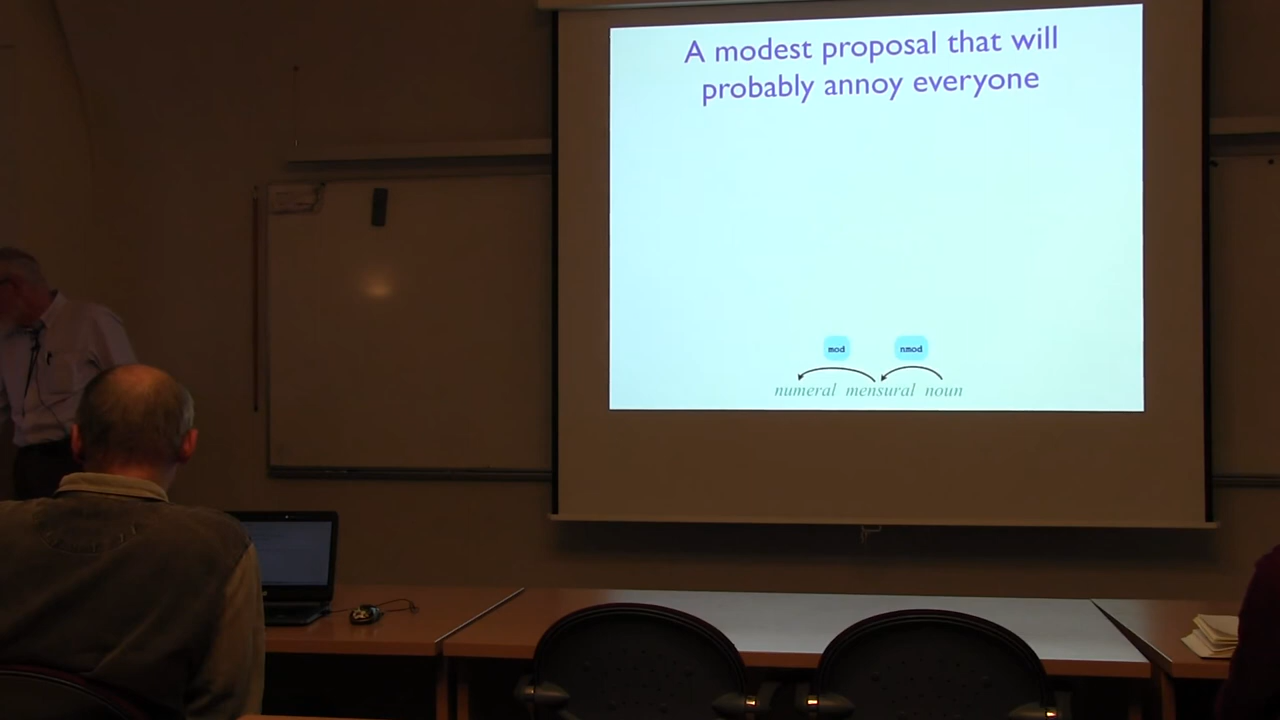 A modest proposal that will
probably annoy everyone
mod nmod
numeral mensural noun